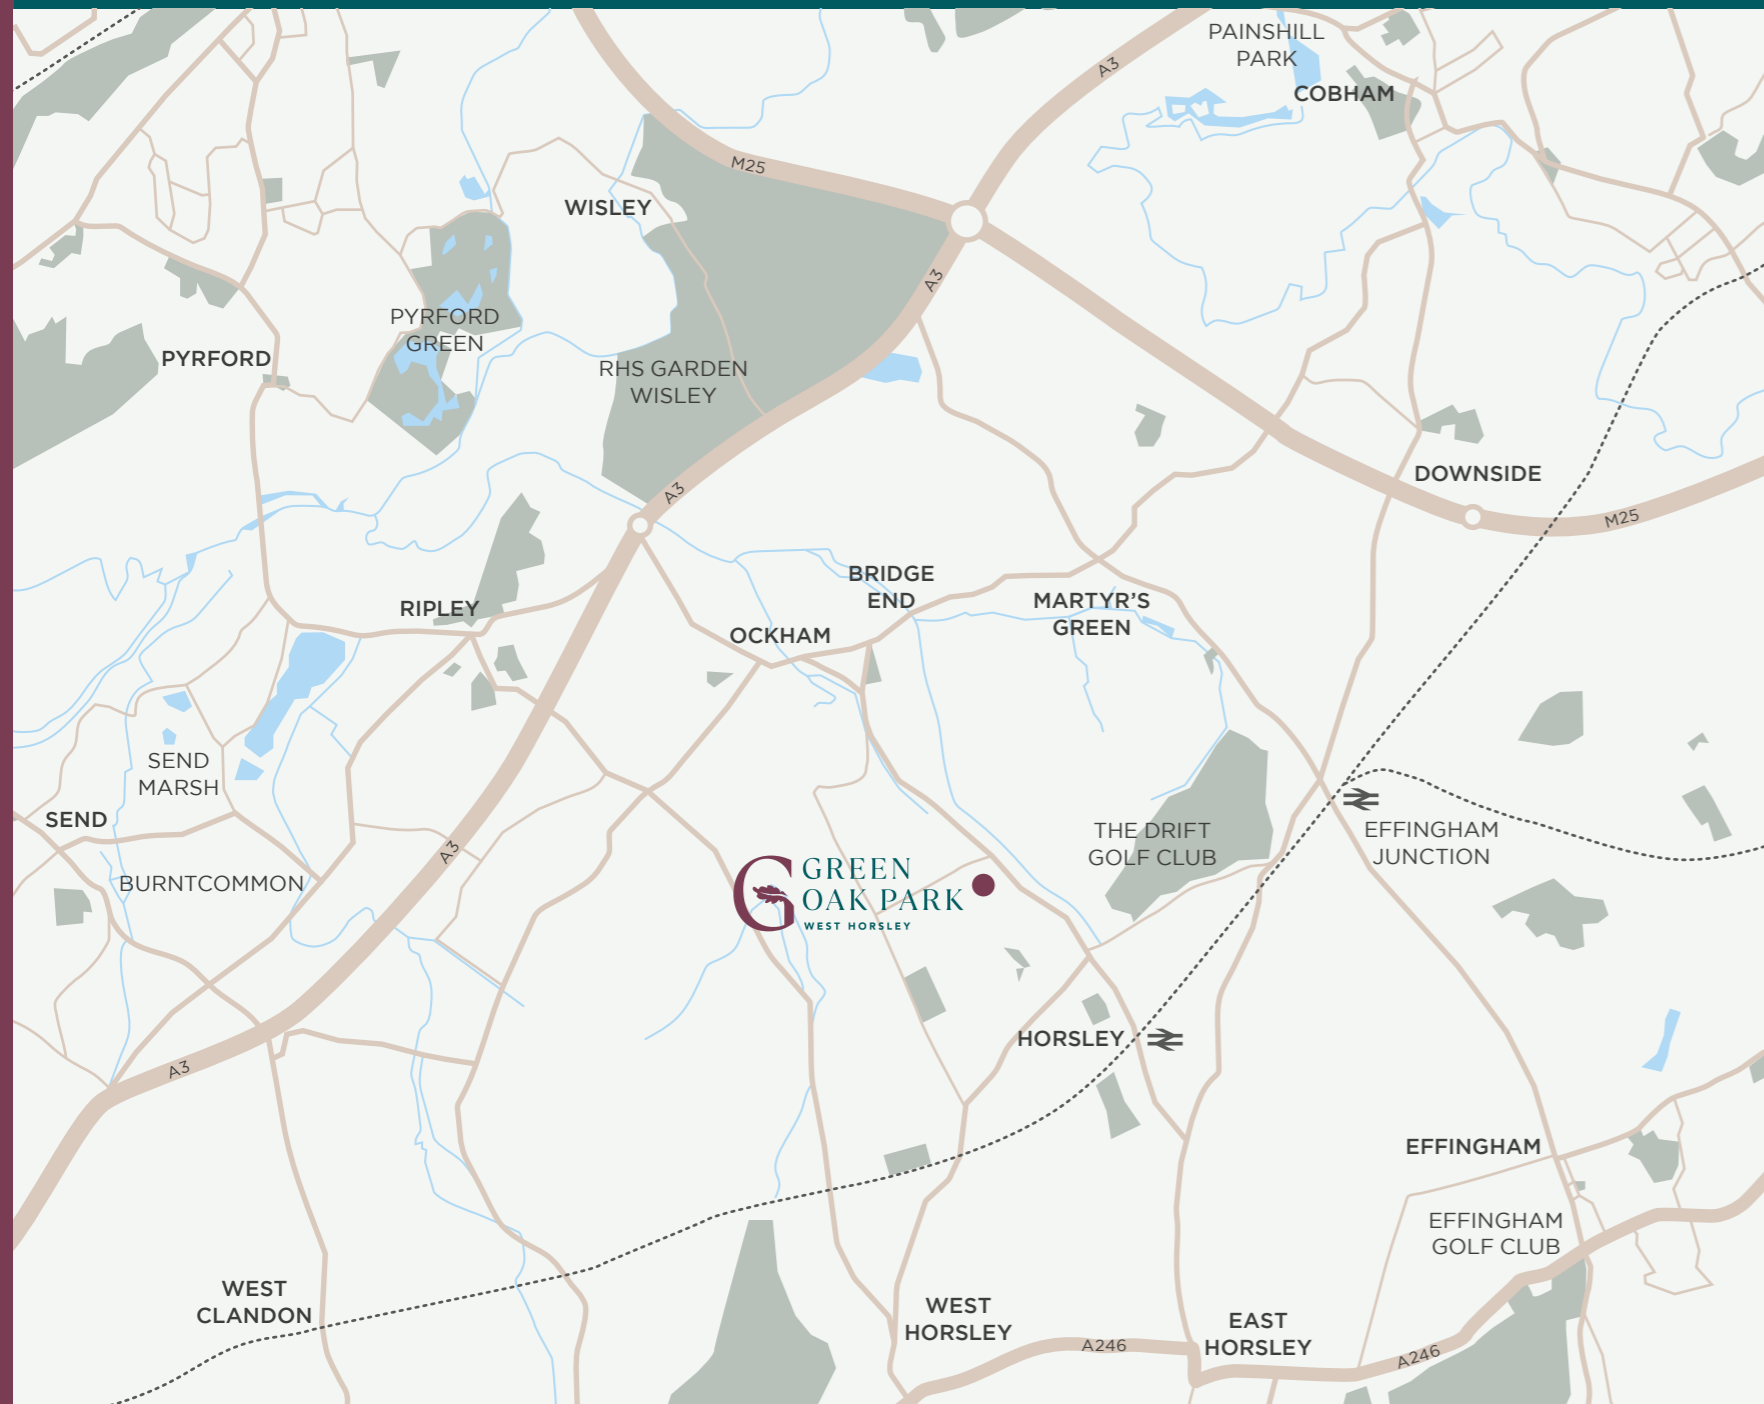 PAINSHILL
PARK
A3
COBHAM
M25
WISLEY
A3
PYRFORD
GREEN
PYRFORD
RHS GARDEN
WISLEY
DOWNSIDE
A3
M25
BRIDGE
END
MARTYR'S
GREEN
RIPLEY
OCKHAM
SEND
MARSH
SEND
THE DRIFT
GOLF CLUB
EFFINGHAM
JUNCTION
A3
BURNTCOMMON
G
GREEN
OAK PARK
WEST HORSLEY
HORSLEY
A3
EFFINGHAM
EFFINGHAM
GOLF CLUB
WEST
CLANDON
WEST
HORSLEY
EAST
HORSLEY
A246
A246